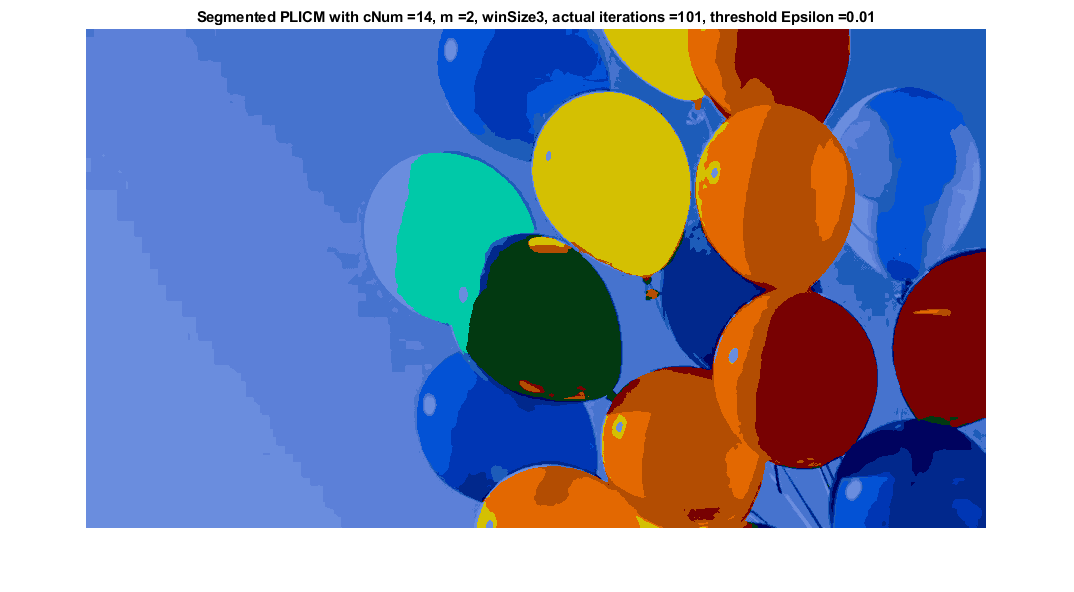 Segmented PLICM with cNum =14, m =2, winSize3, actual iterations =101, threshold Epsilon =0.01